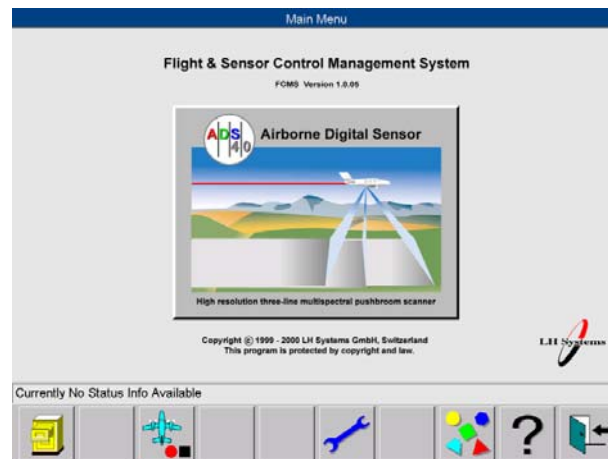 Main Menu
Flight & Sensor Control Management System
FCMS Version 1.0.05
ADS
40
Airborne Digital Sensor
High resolution three-line multispectral pushbroom scanner
Copyright © 1999 - 2000 LH Systems GmbH, Switzerland
This program is protected by copyright and law.
LH Systems
Currently No Status Info Available
?